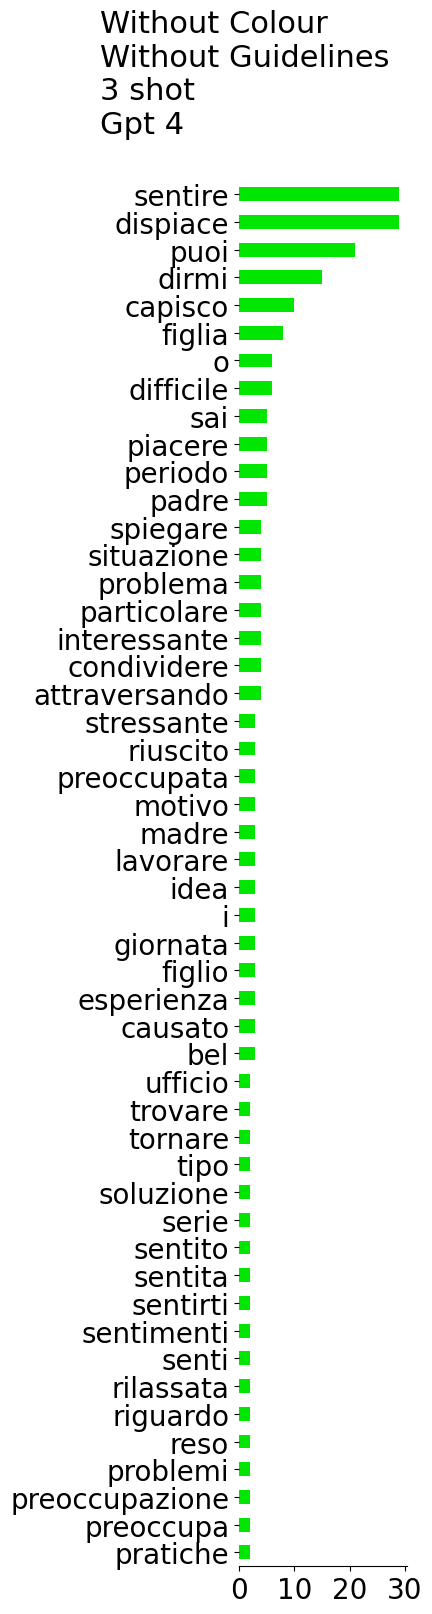 Without Colour
Without Guidelines
3 shot
Gpt 4
sentire
dispiace
puoi
dirmi
capisco
figlia
o
difficile
sai
piacere
periodo
padre
spiegare
situazione
problema
particolare
interessante
condividere
attraversando
stressante
riuscito
preoccupata
motivo
madre
lavorare
idea
i
giornata
figlio
esperienza
causato
bel
ufficio
trovare
tornare
tipo
soluzione
serie
sentito
sentita
sentirti
sentimenti
senti
rilassata
riguardo
reso
problemi
preoccupazione
preoccupa
pratiche
0 10 20 30